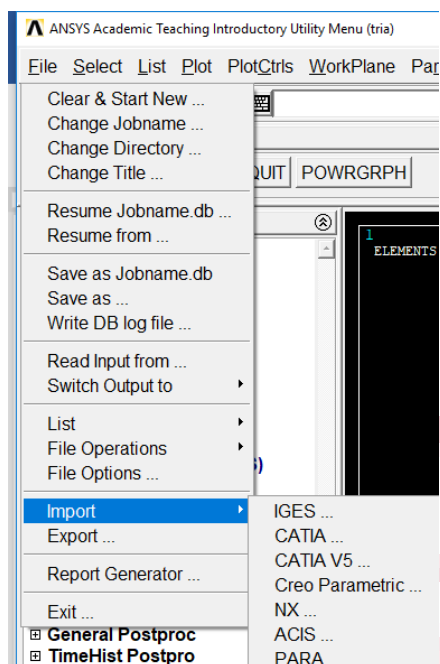 ANSYS Academic Teaching Introductory Utility Menu (tria)
File Select List Plot PlotCtrls WorkPlane
Clear & Start New ...
Change Jobname ...
Change Directory ...
Change Title ...
QUIT POWRGRPH
Resume Jobname.db ...
Resume from ...
1
ELEMENTS
Save as Jobname.db
Save as ...
Write DB log file ...
Read Input from ...
Switch Output to
List
File Operations
File Options ...
Import
Export ...
Report Generator ...
Exit ...
IGES ...
CATIA ...
CATIA V5 ...
Creo Parametric ...
NX ...
ACIS ...
PARA
General Postproc
TimeHist Postpro